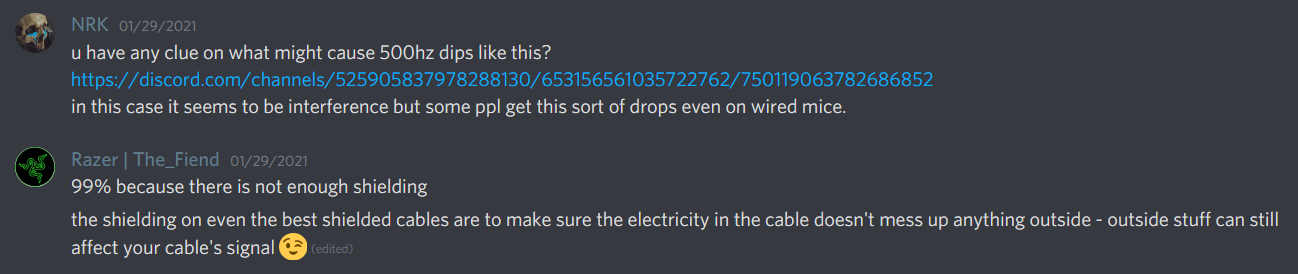 NRK 01/29/2021
u have any clue on what might cause 500hz dips like this?
https://discord.com/channels/525905837978288130/653156561035722762/750119063782686852
in this case it seems to be interference but some ppl get this sort of drops even on wired mice.
Razer | The_Fiend 01/29/2021
99% because there is not enough shielding
the shielding on even the best shielded cables are to make sure the electricity in the cable doesn't mess up anything outside - outside stuff can still
affect your cable's signal 😉 (edited)